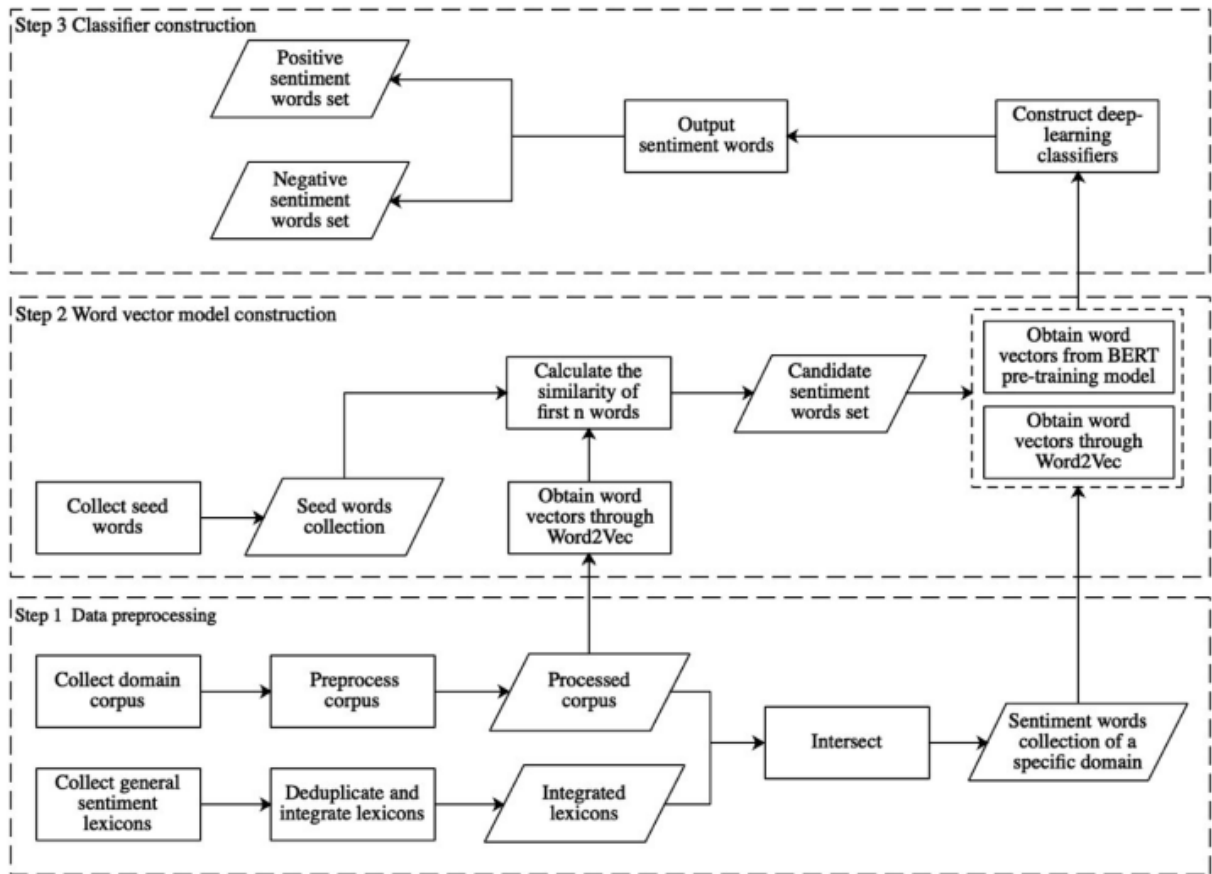 Step 3 Classifier construction
Positive
sentiment
words set
Output
sentiment words
Construct deep-
learning
classifiers
Negative
sentiment
words set
Step 2 Word vector model construction
Obtain word
vectors from BERT
pre-training model
Calculate the
similarity of
first n words
Candidate
sentiment
words set
Obtain word
vectors through
Word2Vec
Collect seed
words
Seed words
collection
Obtain word
vectors through
Word2Vec
Step 1 Data preprocessing
Collect domain
corpus
Preprocess
corpus
Processed
corpus
Intersect
Sentiment words
collection of a
specific domain
Collect general
sentiment
lexicons
Deduplicate and
integrate lexicons
Integrated
lexicons